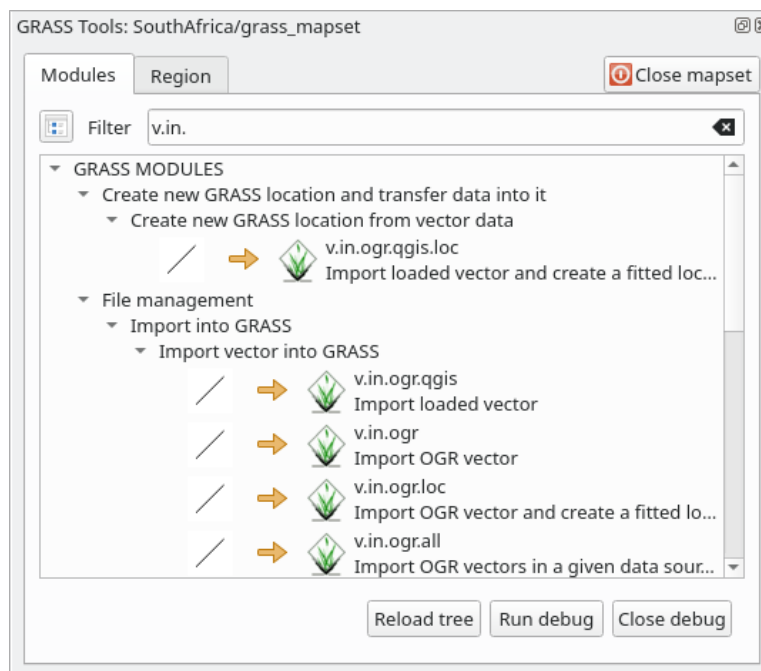 GRASS Tools: SouthAfrica/grass_mapset
Modules
Region
Close mapset
Filter
v.in.
GRASS MODULES
Create new GRASS location and transfer data into it
Create new GRASS location from vector data
v.in.ogr.qgis.loc
Import loaded vector and create a fitted loc...
File management
Import into GRASS
Import vector into GRASS
v.in.ogr.qgis
Import loaded vector
v.in.ogr
Import OGR vector
v.in.ogr.loc
Import OGR vector and create a fitted lo...
v.in.ogr.all
Import OGR vectors in a given data sour...
Reload tree
Run debug
Close debug